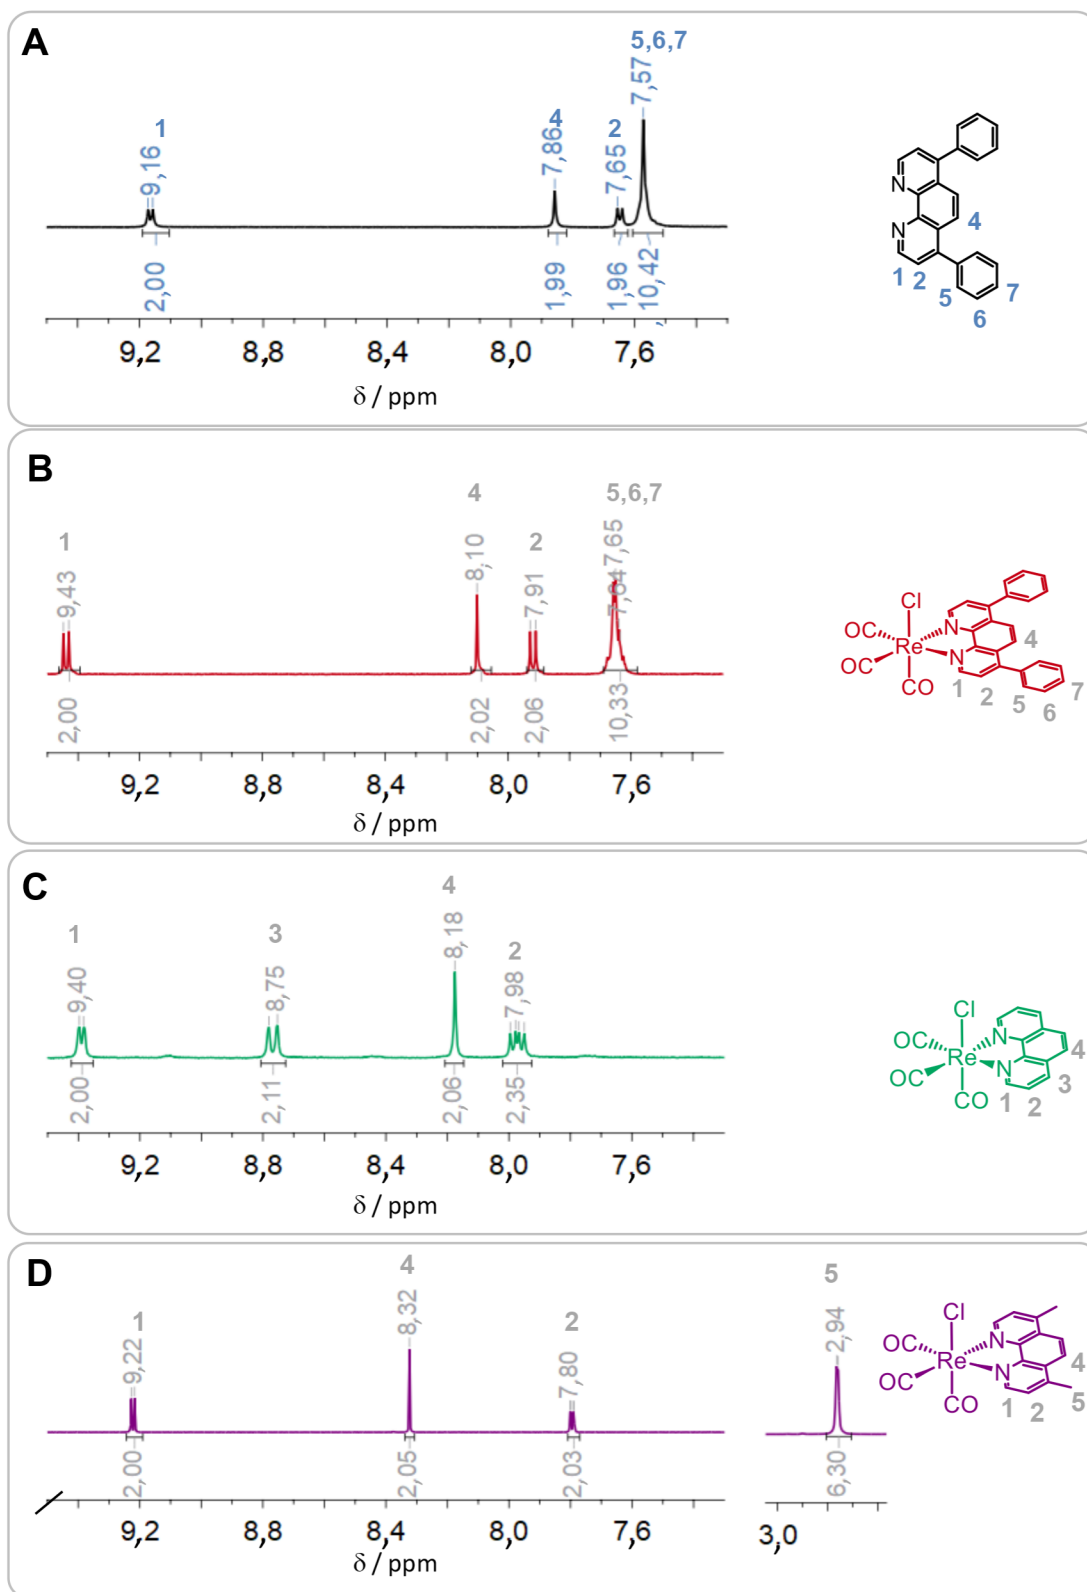 A
5,6,7
1
4
2
9,16
7,86
7,65
7,57
2,00
1,99
1,96
10,42
9,2 8,8 8,4 8,0 7,6
δ / ppm
N
N
4
1 2
5
7
6
B
4
5,6,7
1
2
9,43
8,10
7,91
7,65
7,64
2,00
2,02
2,06
10,33
9,2 8,8 8,4 8,0 7,6
δ / ppm
Cl
OC
N
Re
4
OC
N
CO
1
2
5
6
7
C
4
1
3
2
9,40
8,75
8,18
7,98
2,00
2,11
2,06
2,35
9,2 8,8 8,4 8,0 7,6
δ / ppm
Cl
OC
N
Re
4
OC
N
3
CO
1
2
D
4
5
1
2
9,22
8,32
7,80
2,94
2,00
2,05
2,03
6,30
9,2 8,8 8,4 8,0 7,6
3,0
δ / ppm
Cl
OC
N
Re
4
OC
N
CO
1
2
5